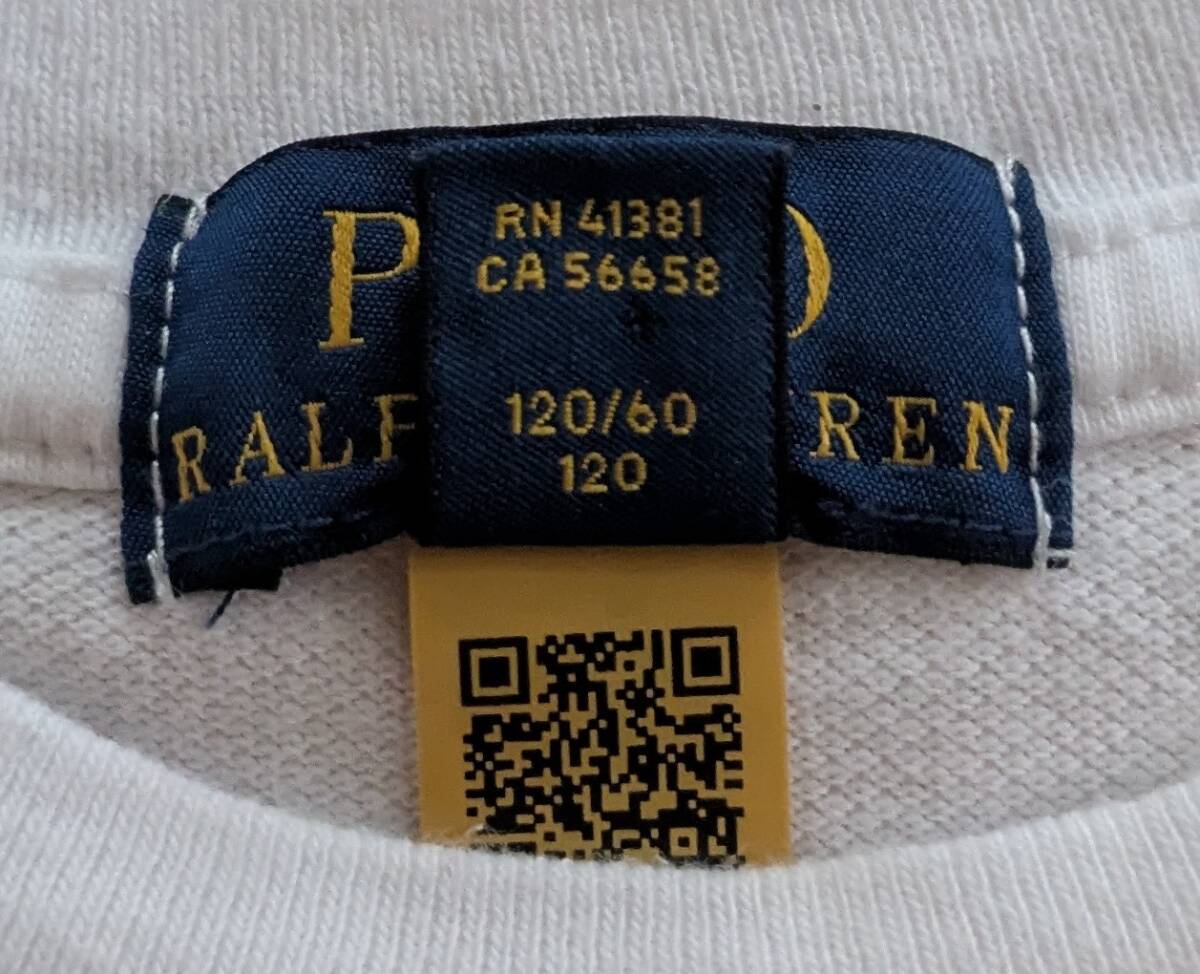 P O
RN 41381
CA 56658
RALF REN
120/60
120